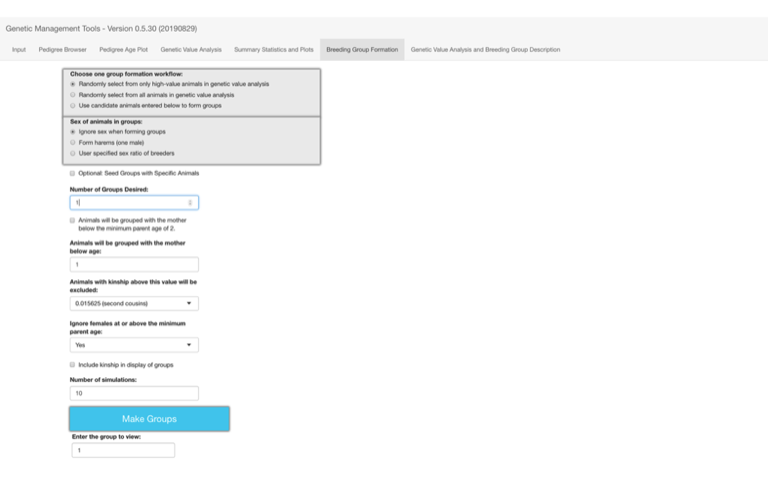 Genetic Management Tools - Version 0.5.30 (20190829)
Input Pedigree Browser Pedigree Age Plot Genetic Value Analysis Summary Statistics and Plots Breeding Group Formation Genetic Value Analysis and Breeding Group Description
Choose one group formation workflow:
Randomly select from only high-value animals in genetic value analysis
Randomly select from all animals in genetic value analysis
Use candidate animals entered below to form groups
Sex of animals in groups:
Ignore sex when forming groups
Form harems (one male)
User specified sex ratio of breeders
Optional: Seed Groups with Specific Animals
Number of Groups Desired:
1
Animals will be grouped with the mother
below the minimum parent age of 2.
Animals will be grouped with the mother
below age:
1
Animals with kinship above this value will be
excluded:
0.015625 (second cousins)
Ignore females at or above the minimum
parent age:
Yes
Include kinship in display of groups
Number of simulations:
10
Make Groups
Enter the group to view:
1